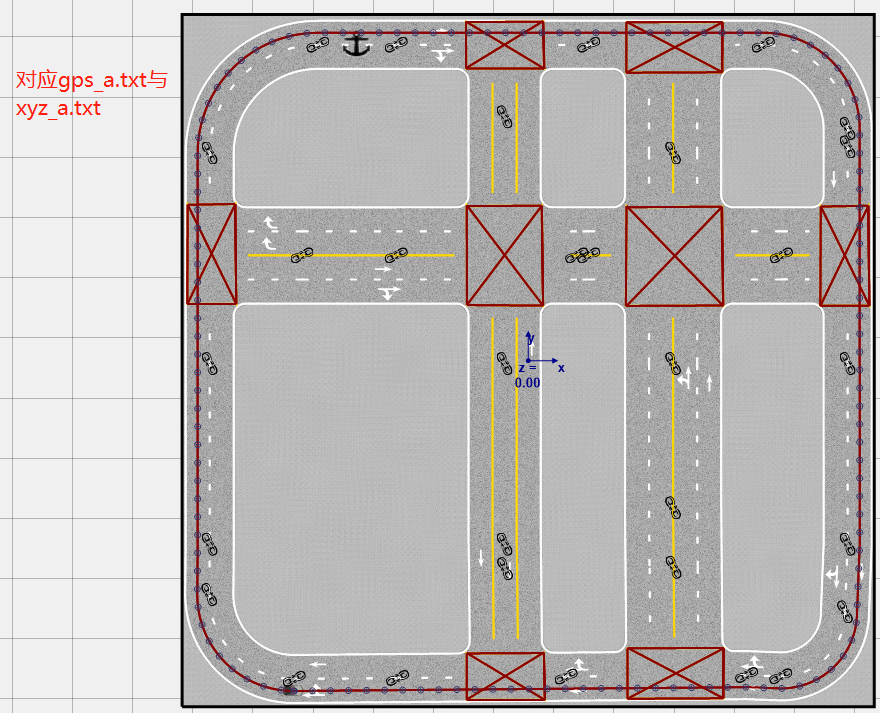 对应gps_a.txt与
xyz_a.txt
y
z = x
0.00